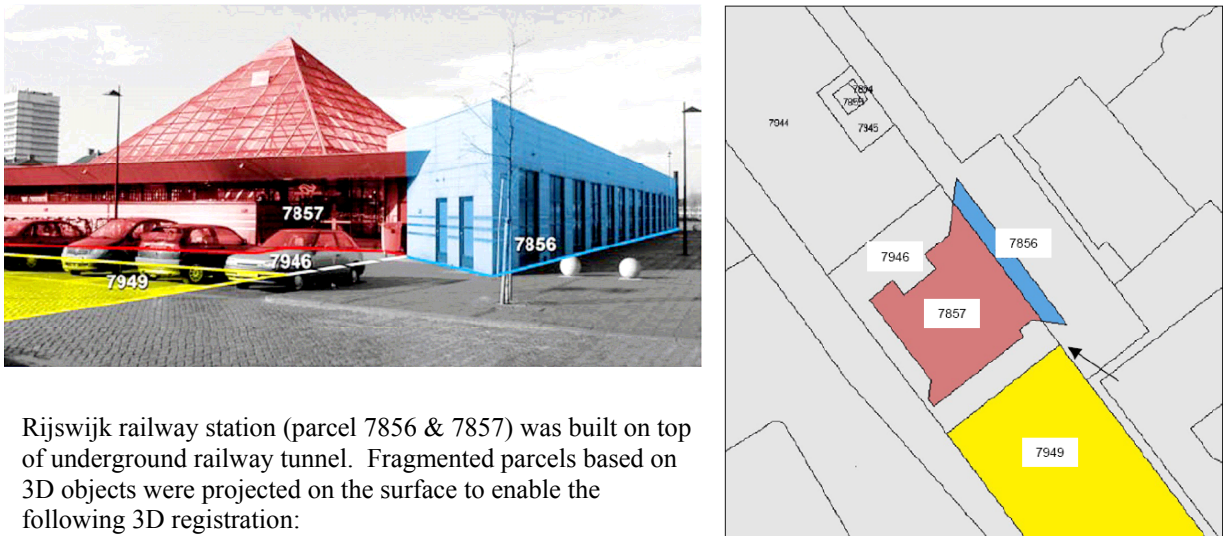 7857
7856
7946
7949
Rijswijk railway station (parcel 7856 & 7857) was built on top
of underground railway tunnel.  Fragmented parcels based on
3D objects were projected on the surface to enable the
following 3D registration:
7944
7945
7856
7946
7857
7949